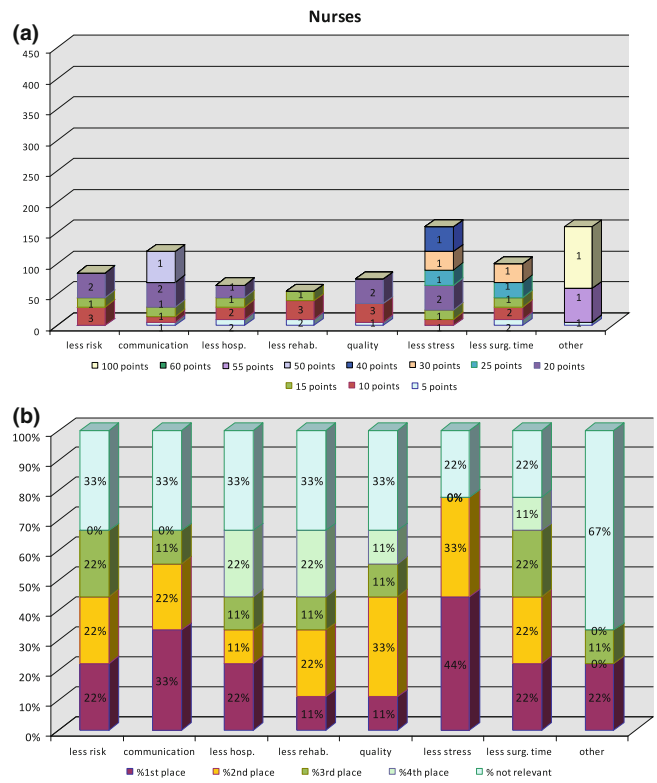 Nurses
(a)
450
400
350
300
250
200
150
100
50
0
2 1 3
1 2 1 1 1
1 1 2 2
1 3 2
2 3 1
1 1 1 2 1 1
1 1 1 2 2
1 1 1
less risk communication less hosp. less rehab. quality less stress less surg. time other
100 points 60 points 55 points 50 points 40 points 30 points 25 points 20 points
15 points 10 points 5 points
(b)
100%
90%
80%
70%
60%
50%
40%
30%
20%
10%
0%
33% 0% 22% 22% 22%
33% 0% 11% 22% 33%
33% 22% 11% 11% 22%
33% 22% 11% 22% 11%
33% 11% 11% 33% 11%
22% 0% 33% 44%
22% 11% 22% 22% 22%
67% 0% 11% 0% 22%
less risk communication less hosp. less rehab. quality less stress less surg. time other
%1st place %2nd place %3rd place %4th place % not relevant